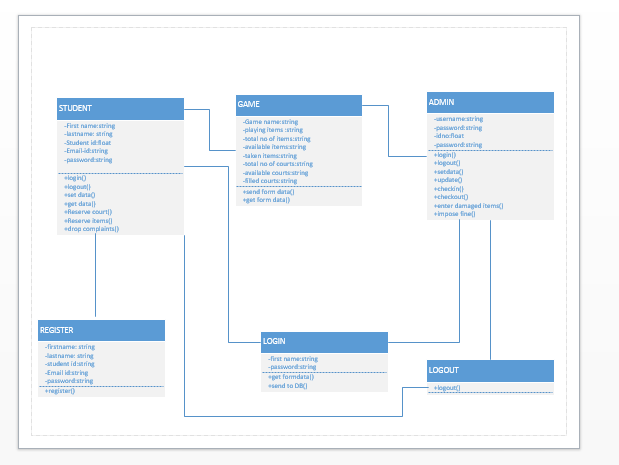 STUDENT
-First name:string
-lastname: string
-Student id:float
-Email-id:string
-password:string
+login()
+logout()
+set data()
+get data()
+Reserve court()
+Reserve items()
+drop complaints()
GAME
-Game name:string
-playing items :string
-total no of items:string
-available items:string
-taken items:string
-total no of courts:string
-available courts:string
-filled courts:string
+send form data()
+get form data()
ADMIN
-username:string
-password:string
-idno:float
-password:string
+login()
+logout()
+setdata()
+update()
+checkin()
+checkout()
+enter damaged items()
+impose fine()
REGISTER
-firstname: string
-lastname: string
-student id:string
-Email id:string
-password:string
+register()
LOGIN
-first name:string
-password:string
+get formdata()
+send to DB()
LOGOUT
+logout()